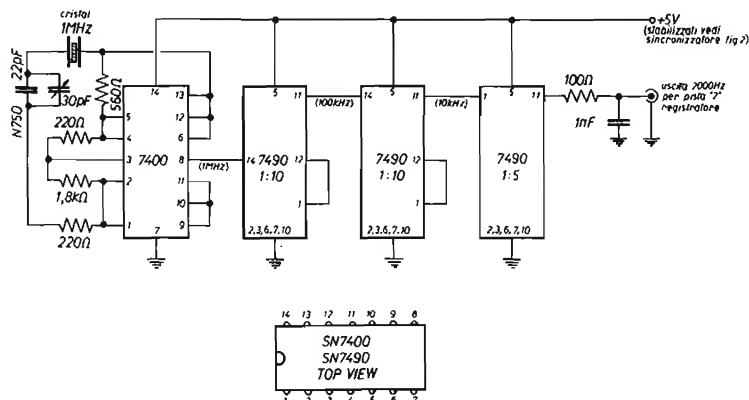 cristal
1MHz
22pF
N750
30pF
560Ω
220Ω
1,8kΩ
220Ω
14
13
12
6
5
4
3
2
1
8
11
10
9
7
7400
(1MHz)
5
14
11
12
1
7490
1:10
2,3,6,7,10
(100kHz)
5
14
11
12
1
7490
1:10
2,3,6,7,10
(10kHz)
5
1
11
7490
1:5
2,3,6,7,10
+5V
(stabilizzati vedi
sincronizzatore fig 2)
100Ω
1nF
uscita 2000Hz
per pista "2"
registratore
14 13 12 11 10 9 8
SN7400
SN7490
TOP VIEW
1 2 3 4 5 6 7